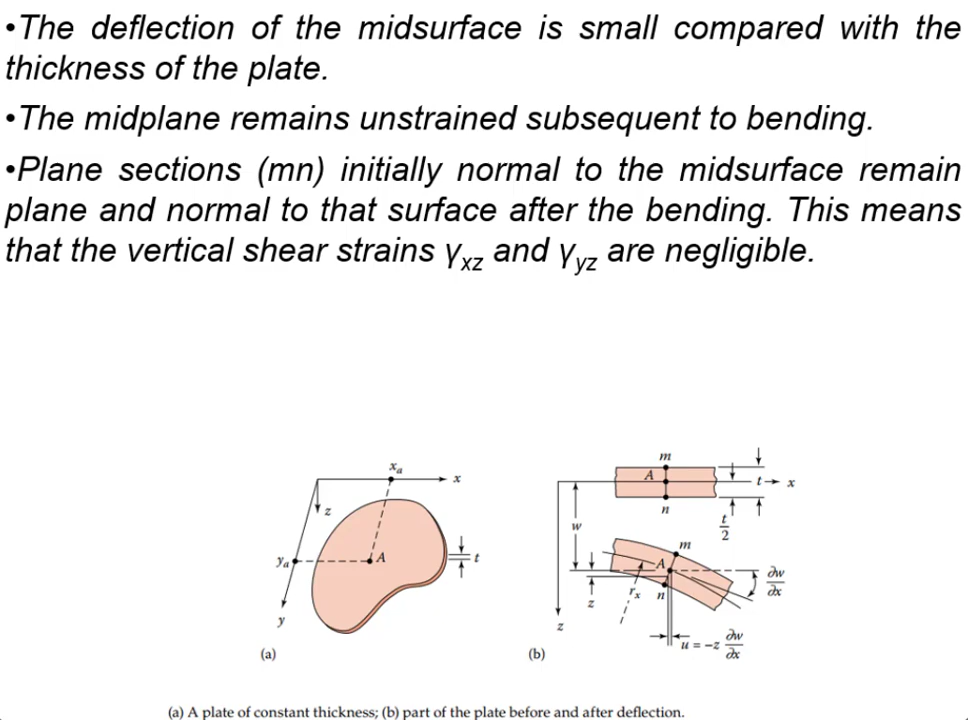 •The deflection of the midsurface is small compared with the
thickness of the plate.
•The midplane remains unstrained subsequent to bending.
•Plane sections (mn) initially normal to the midsurface remain
plane and normal to that surface after the bending. This means
that the vertical shear strains γxz and γyz are negligible.
xa
x
z
ya
A
t
y
(a)
m
A
t
x
n
t/2
w
m
A
∂w/∂x
rx
n
z
z
u = −z ∂w/∂x
(b)
(a) A plate of constant thickness; (b) part of the plate before and after deflection.